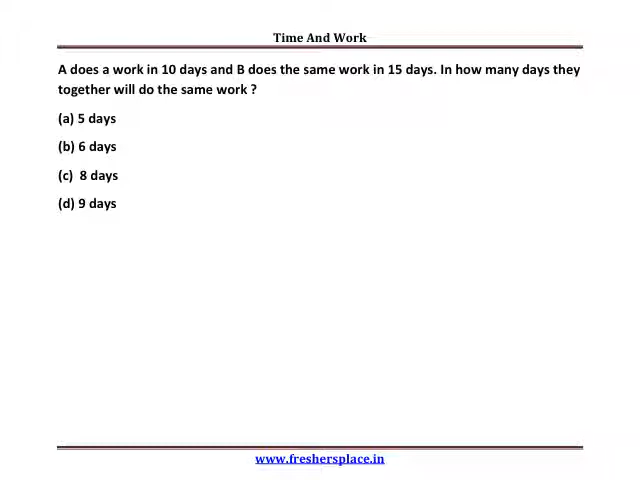 Time And Work
A does a work in 10 days and B does the same work in 15 days. In how many days they
together will do the same work ?
(a) 5 days
(b) 6 days
(c)  8 days
(d) 9 days
www.freshersplace.in